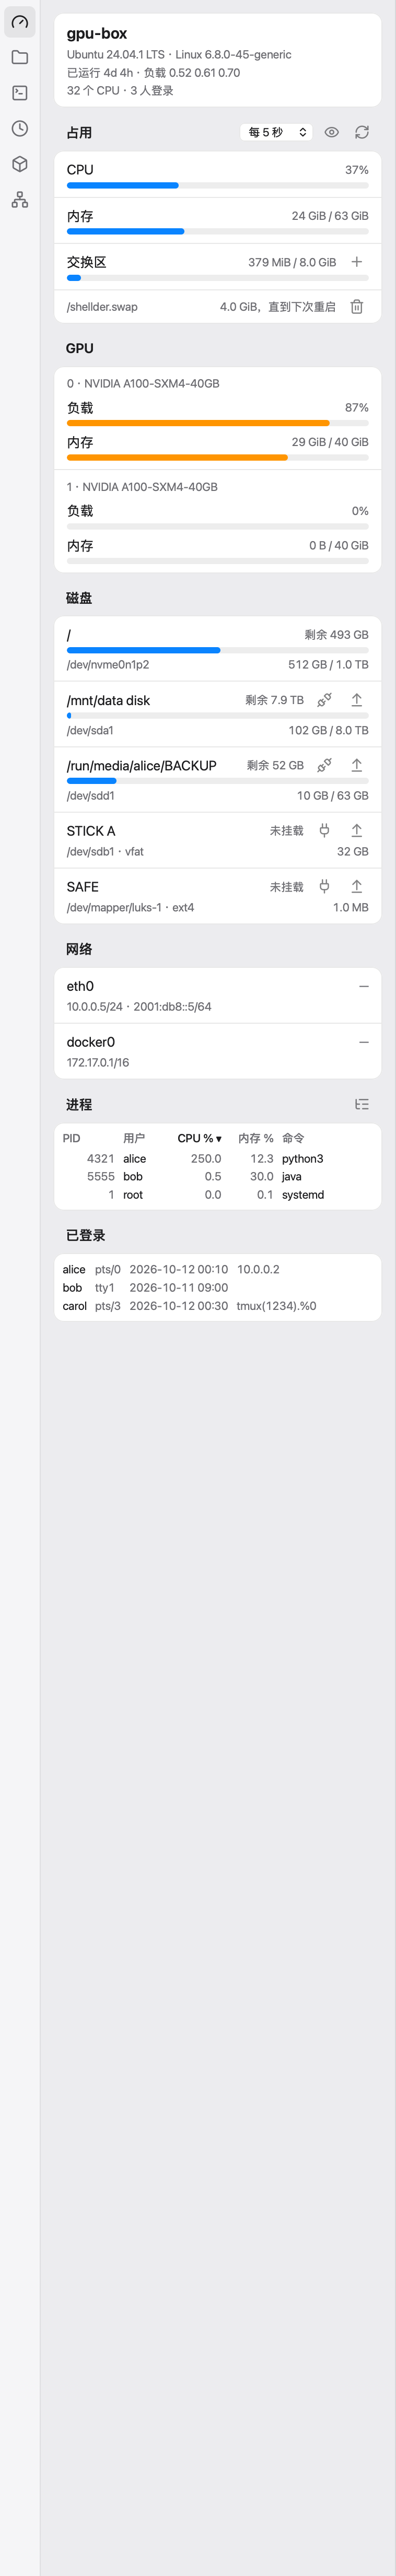 gpu-box
Ubuntu 24.04.1 LTS · Linux 6.8.0-45-generic
已运行 4d 4h · 负载 0.52 0.61 0.70
32 个 CPU · 3 人登录
占用 每 5 秒
CPU 37%
内存 24 GiB / 63 GiB
交换区 379 MiB / 8.0 GiB
/shellder.swap 4.0 GiB，直到下次重启
GPU
0 · NVIDIA A100-SXM4-40GB
负载 87%
内存 29 GiB / 40 GiB
1 · NVIDIA A100-SXM4-40GB
负载 0%
内存 0 B / 40 GiB
磁盘
/ 剩余 493 GB
/dev/nvme0n1p2 512 GB / 1.0 TB
/mnt/data disk 剩余 7.9 TB
/dev/sda1 102 GB / 8.0 TB
/run/media/alice/BACKUP 剩余 52 GB
/dev/sdd1 10 GB / 63 GB
STICK A 未挂载
/dev/sdb1 · vfat 32 GB
SAFE 未挂载
/dev/mapper/luks-1 · ext4 1.0 MB
网络
eth0 —
10.0.0.5/24 · 2001:db8::5/64
docker0 —
172.17.0.1/16
进程
PID 用户 CPU % ▾ 内存 % 命令
4321 alice 250.0 12.3 python3
5555 bob 0.5 30.0 java
1 root 0.0 0.1 systemd
已登录
alice pts/0 2026-10-12 00:10 10.0.0.2
bob tty1 2026-10-11 09:00
carol pts/3 2026-10-12 00:30 tmux(1234).%0